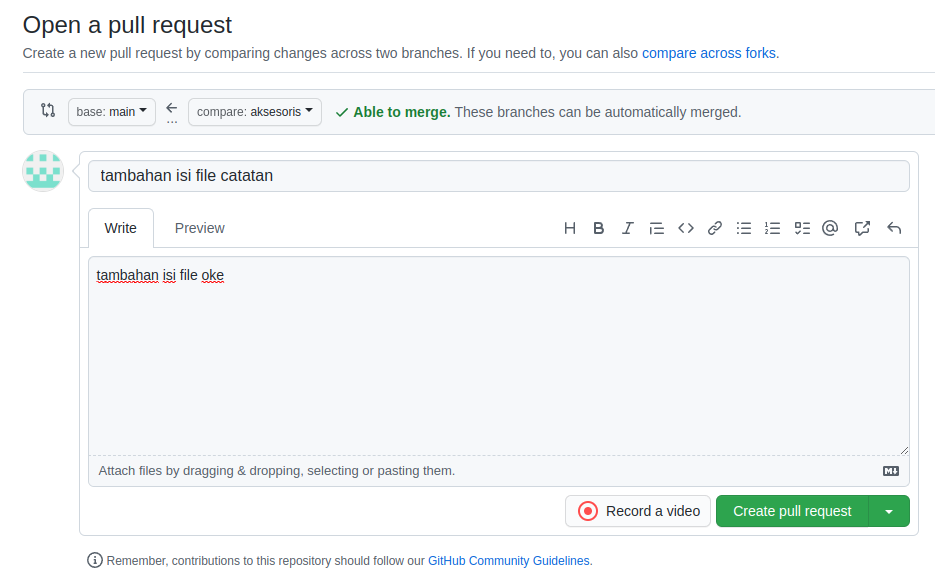 Open a pull request
Create a new pull request by comparing changes across two branches. If you need to, you can also compare across forks.
base: main ... compare: aksesoris Able to merge. These branches can be automatically merged.
tambahan isi file catatan
Write Preview
tambahan isi file oke
Attach files by dragging & dropping, selecting or pasting them.
Record a video Create pull request
Remember, contributions to this repository should follow our GitHub Community Guidelines.